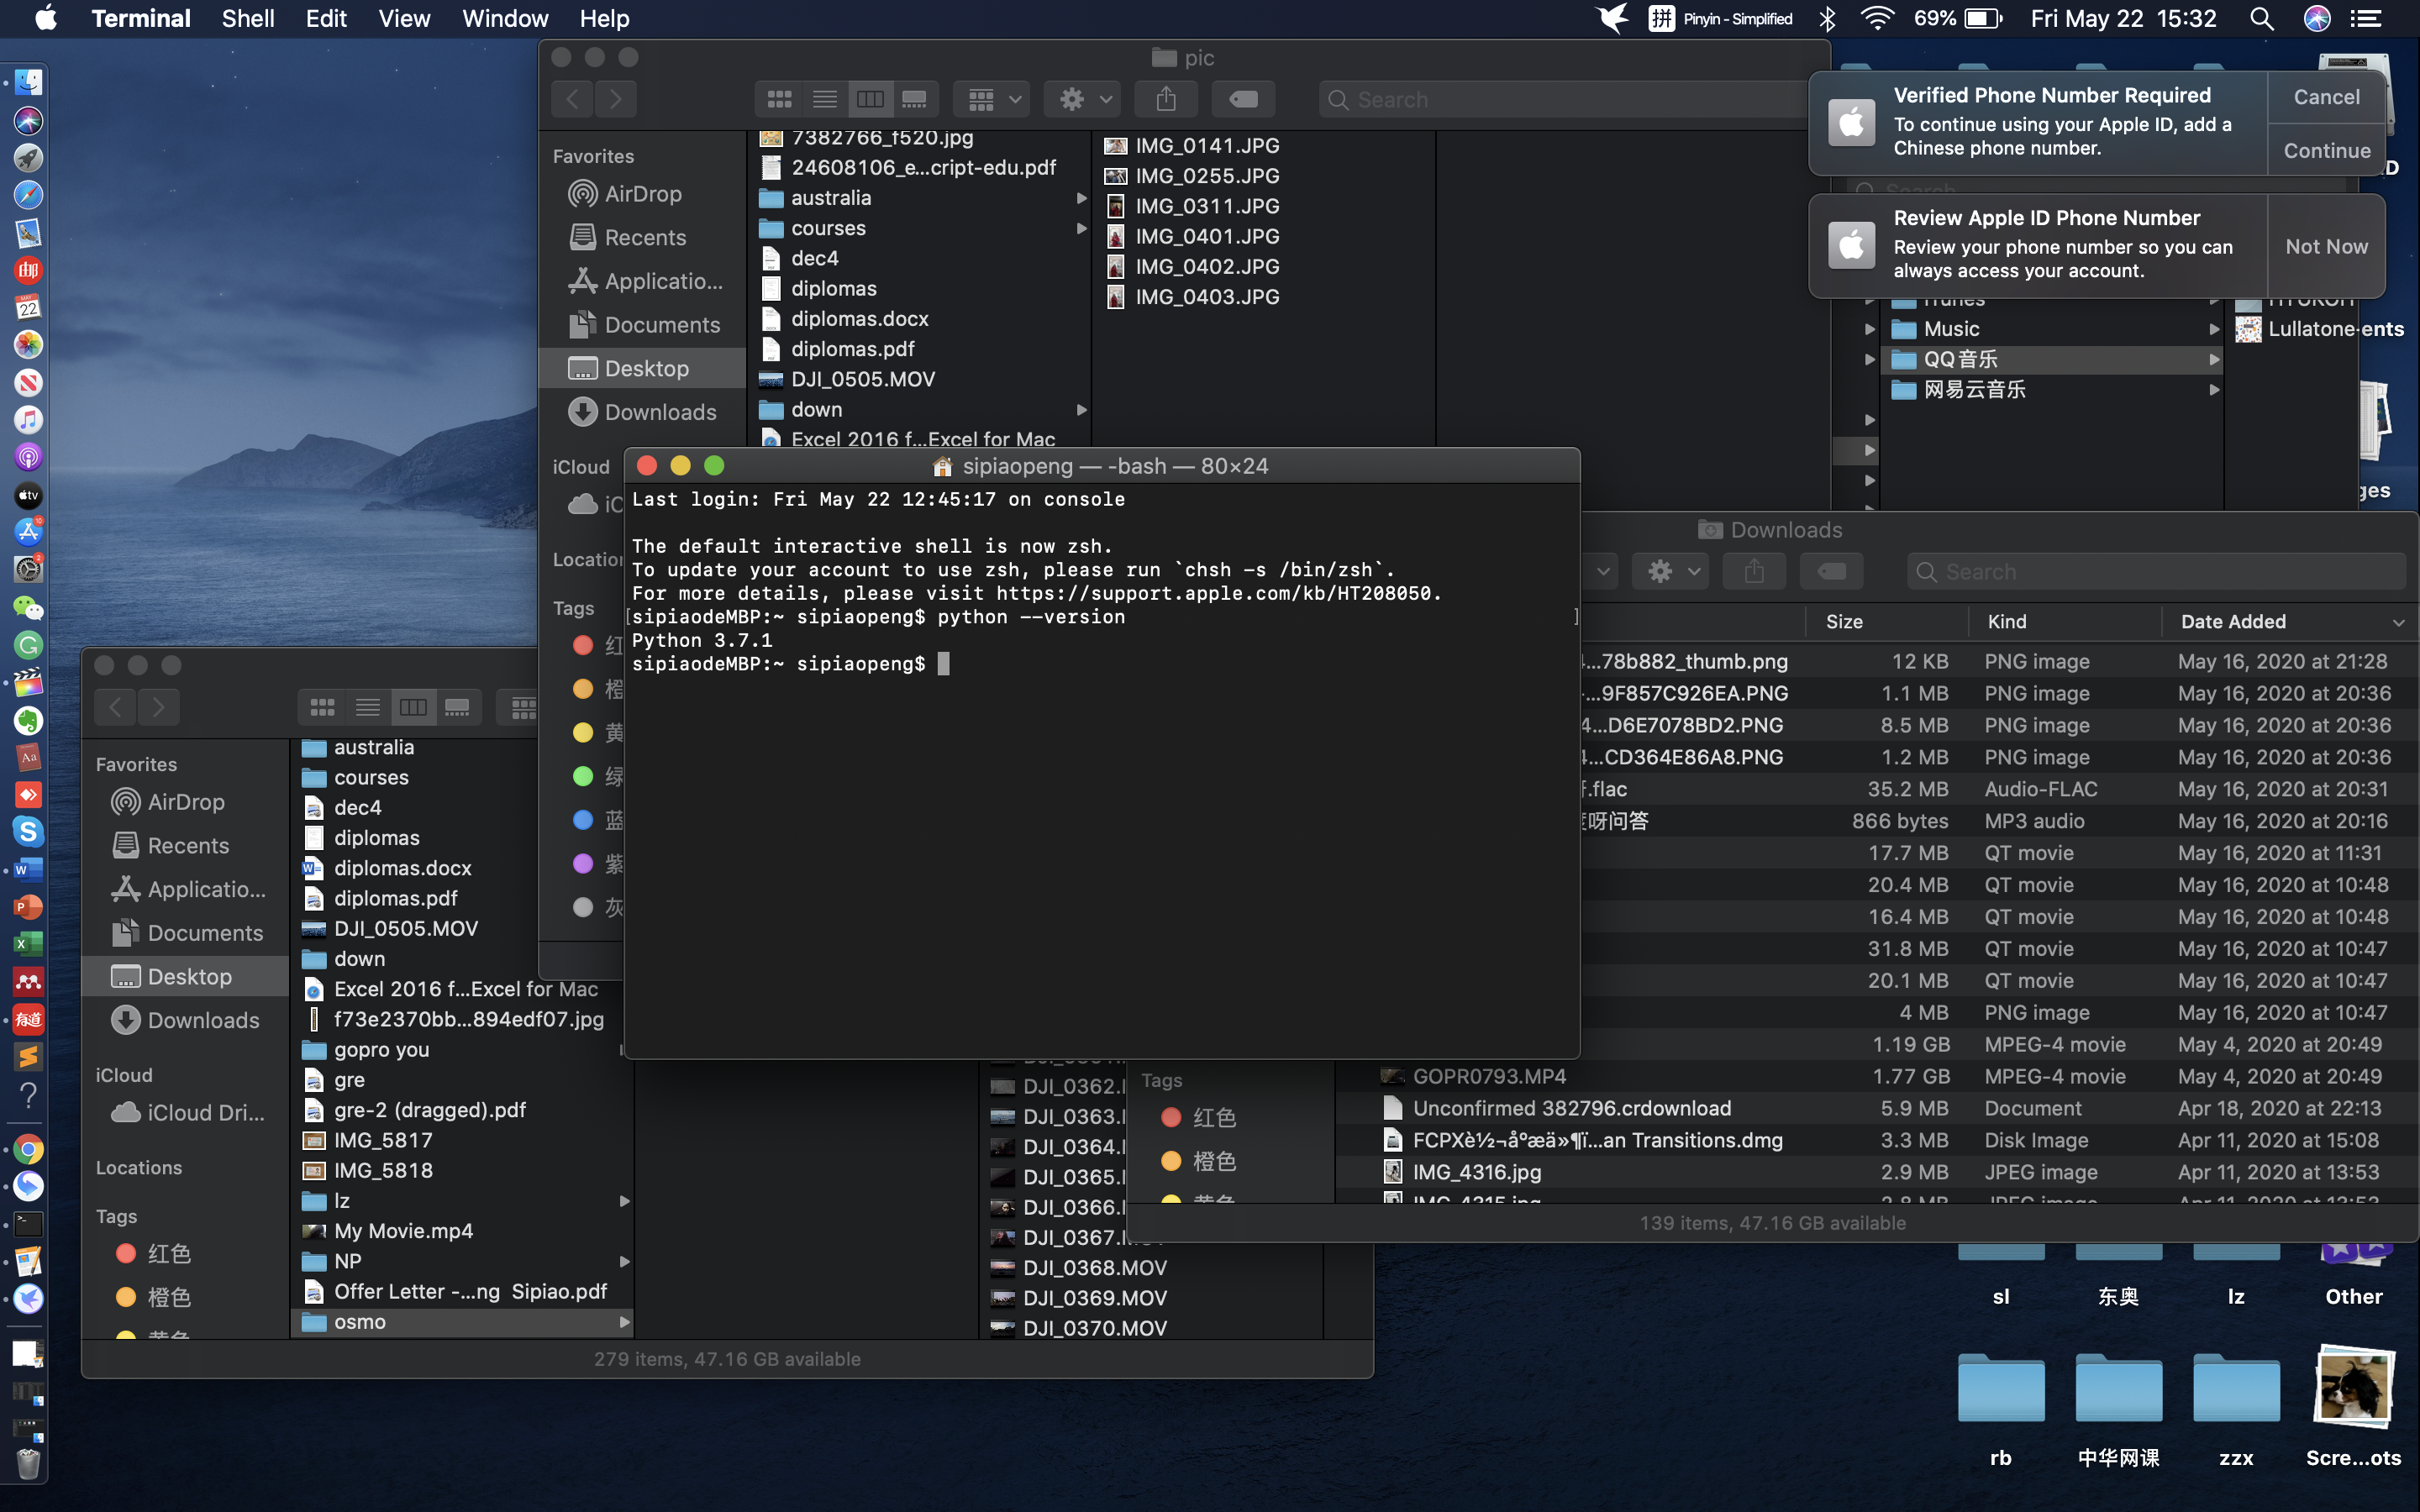 Terminal Shell Edit View Window Help
拼 Pinyin - Simplified 69% Fri May 22 15:32
pic
Search
Favorites
AirDrop
Recents
Applicatio...
Documents
Desktop
Downloads
iCloud
Tags
7382766_f520.jpg
24608106_e...cript-edu.pdf
australia
courses
dec4
diplomas
diplomas.docx
diplomas.pdf
DJI_0505.MOV
down
Excel 2016 f...Excel for Mac
IMG_0141.JPG
IMG_0255.JPG
IMG_0311.JPG
IMG_0401.JPG
IMG_0402.JPG
IMG_0403.JPG
Verified Phone Number Required
To continue using your Apple ID, add a
Chinese phone number.
Cancel
Continue
Review Apple ID Phone Number
Review your phone number so you can
always access your account.
Not Now
Search
iTunes
Music
QQ音乐
网易云音乐
Lullatone
ents
ges
sipiaopeng — -bash — 80×24
Last login: Fri May 22 12:45:17 on console
The default interactive shell is now zsh.
To update your account to use zsh, please run `chsh -s /bin/zsh`.
For more details, please visit https://support.apple.com/kb/HT208050.
[sipiaodeMBP:~ sipiaopeng$ python --version ]
Python 3.7.1
sipiaodeMBP:~ sipiaopeng$
Downloads
Search
Size Kind Date Added
...78b882_thumb.png 12 KB PNG image May 16, 2020 at 21:28
...9F857C926EA.PNG 1.1 MB PNG image May 16, 2020 at 20:36
4...D6E7078BD2.PNG 8.5 MB PNG image May 16, 2020 at 20:36
...CD364E86A8.PNG 1.2 MB PNG image May 16, 2020 at 20:36
.flac 35.2 MB Audio-FLAC May 16, 2020 at 20:31
呀问答 866 bytes MP3 audio May 16, 2020 at 20:16
17.7 MB QT movie May 16, 2020 at 11:31
20.4 MB QT movie May 16, 2020 at 10:48
16.4 MB QT movie May 16, 2020 at 10:48
31.8 MB QT movie May 16, 2020 at 10:47
20.1 MB QT movie May 16, 2020 at 10:47
4 MB PNG image May 16, 2020 at 10:47
1.19 GB MPEG-4 movie May 4, 2020 at 20:49
GOPR0793.MP4 1.77 GB MPEG-4 movie May 4, 2020 at 20:49
Unconfirmed 382796.crdownload 5.9 MB Document Apr 18, 2020 at 22:13
FCPXè½¬åºæä»¶ï...an Transitions.dmg 3.3 MB Disk Image Apr 11, 2020 at 15:08
IMG_4316.jpg 2.9 MB JPEG image Apr 11, 2020 at 13:53
IMG_4315.jpg 2.8 MB JPEG image Apr 11, 2020 at 13:53
Tags
红色
橙色
黄色
139 items, 47.16 GB available
Favorites
AirDrop
Recents
Applicatio...
Documents
Desktop
Downloads
iCloud
iCloud Dri...
Locations
Tags
红色
橙色
黄色
australia
courses
dec4
diplomas
diplomas.docx
diplomas.pdf
DJI_0505.MOV
down
Excel 2016 f...Excel for Mac
f73e2370bb...894edf07.jpg
gopro you
gre
gre-2 (dragged).pdf
IMG_5817
IMG_5818
lz
My Movie.mp4
NP
Offer Letter -...ng Sipiao.pdf
osmo
DJI_0362.
DJI_0363.
DJI_0364.
DJI_0365.
DJI_0366.
DJI_0367.MOV
DJI_0368.MOV
DJI_0369.MOV
DJI_0370.MOV
279 items, 47.16 GB available
sl
东奥
lz
Other
rb
中华网课
zzx
Scre...ots